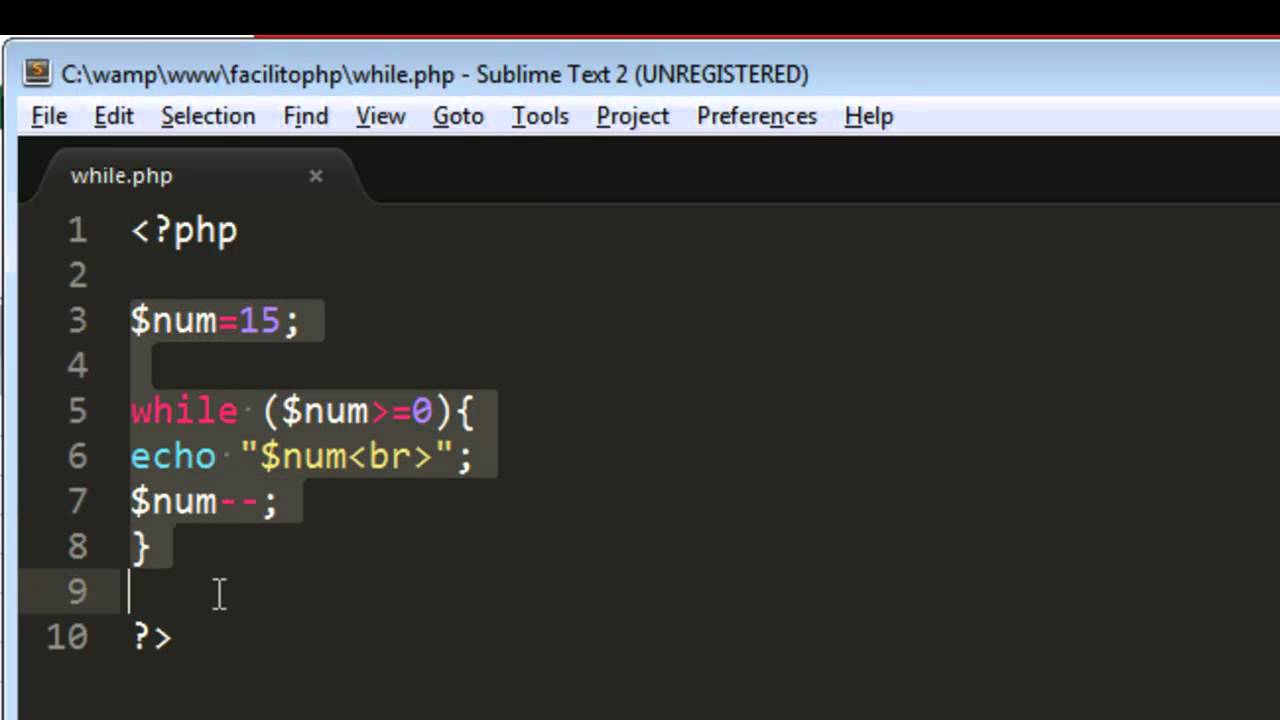 C:\wamp\www\facilitophp\while.php - Sublime Text 2 (UNREGISTERED)
File Edit Selection Find View Goto Tools Project Preferences Help
while.php ×
1 <?php
2
3 $num=15;
4
5 while ($num>=0){
6 echo "$num<br>";
7 $num--;
8 }
9
10 ?>